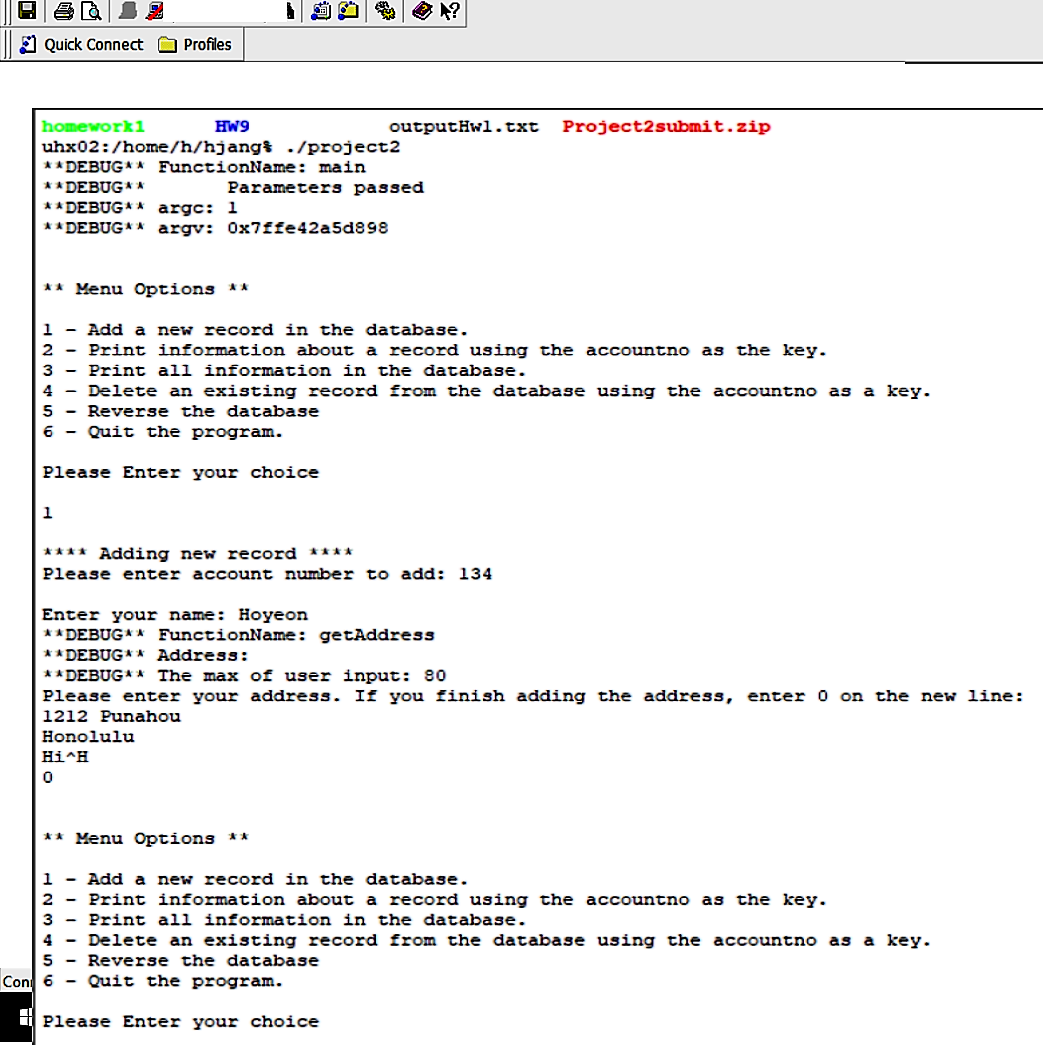 Quick Connect Profiles
homework1 HW9 outputHw1.txt Project2submit.zip
uhx02:/home/h/hjang% ./project2
**DEBUG** FunctionName: main
**DEBUG** Parameters passed
**DEBUG** argc: 1
**DEBUG** argv: 0x7ffe42a5d898
** Menu Options **
1 - Add a new record in the database.
2 - Print information about a record using the accountno as the key.
3 - Print all information in the database.
4 - Delete an existing record from the database using the accountno as a key.
5 - Reverse the database
6 - Quit the program.
Please Enter your choice
1
**** Adding new record ****
Please enter account number to add: 134
Enter your name: Hoyeon
**DEBUG** FunctionName: getAddress
**DEBUG** Address:
**DEBUG** The max of user input: 80
Please enter your address. If you finish adding the address, enter 0 on the new line:
1212 Punahou
Honolulu
Hi^H
0
** Menu Options **
1 - Add a new record in the database.
2 - Print information about a record using the accountno as the key.
3 - Print all information in the database.
4 - Delete an existing record from the database using the accountno as a key.
5 - Reverse the database
6 - Quit the program.
Please Enter your choice